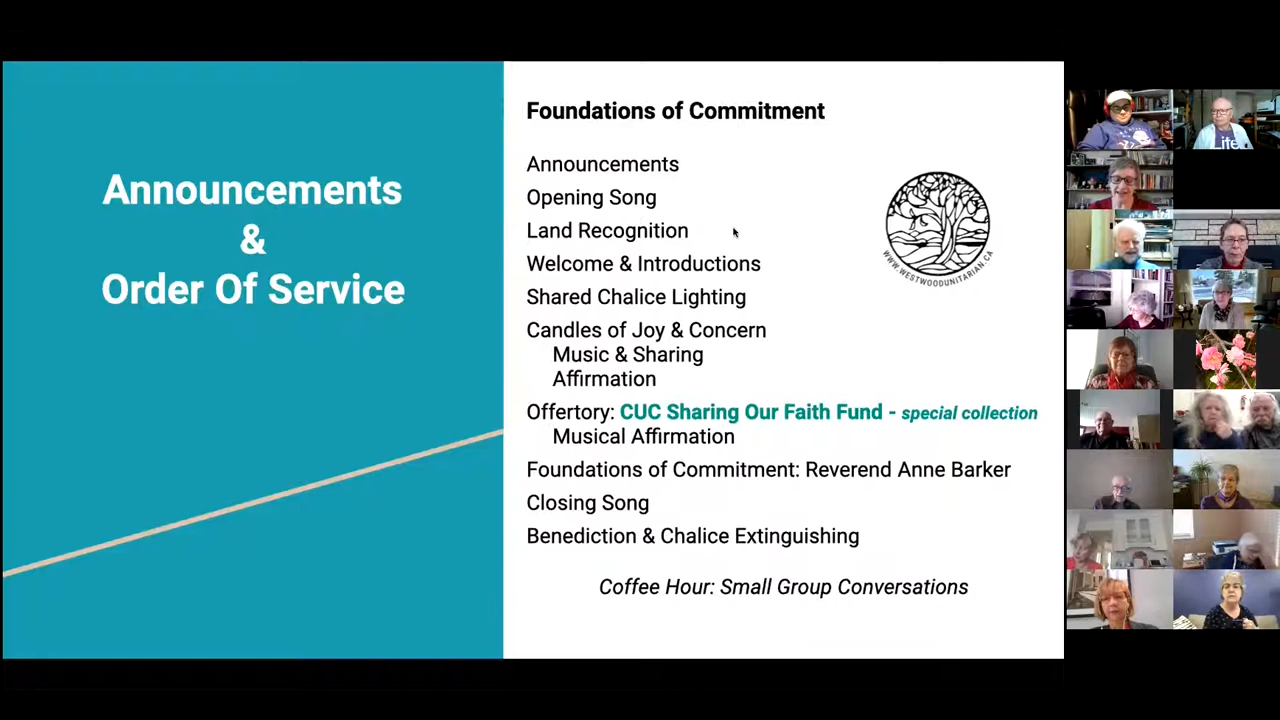 Announcements
&
Order Of Service
Foundations of Commitment
Announcements
Opening Song
Land Recognition
Welcome & Introductions
Shared Chalice Lighting
Candles of Joy & Concern
Music & Sharing
Affirmation
Offertory: CUC Sharing Our Faith Fund - special collection
Musical Affirmation
Foundations of Commitment: Reverend Anne Barker
Closing Song
Benediction & Chalice Extinguishing
Coffee Hour: Small Group Conversations
WWW.WESTWOODUNITARIAN.CA